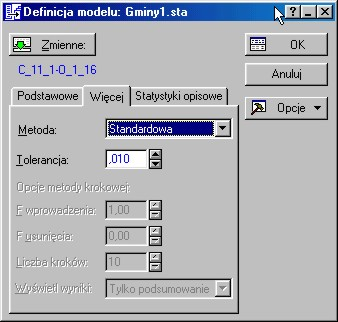 Definicja modelu: Gminy1.sta
Zmienne:
OK
C_11_1-O_1_16
Anuluj
Podstawowe
Więcej
Statystyki opisowe
Opcje
Metoda:
Standardowa
Tolerancja:
,010
Opcje metody krokowej:
F wprowadzenia:
1,00
F usunięcia:
0,00
Liczba kroków:
10
Wyświetl wyniki:
Tylko podsumowanie